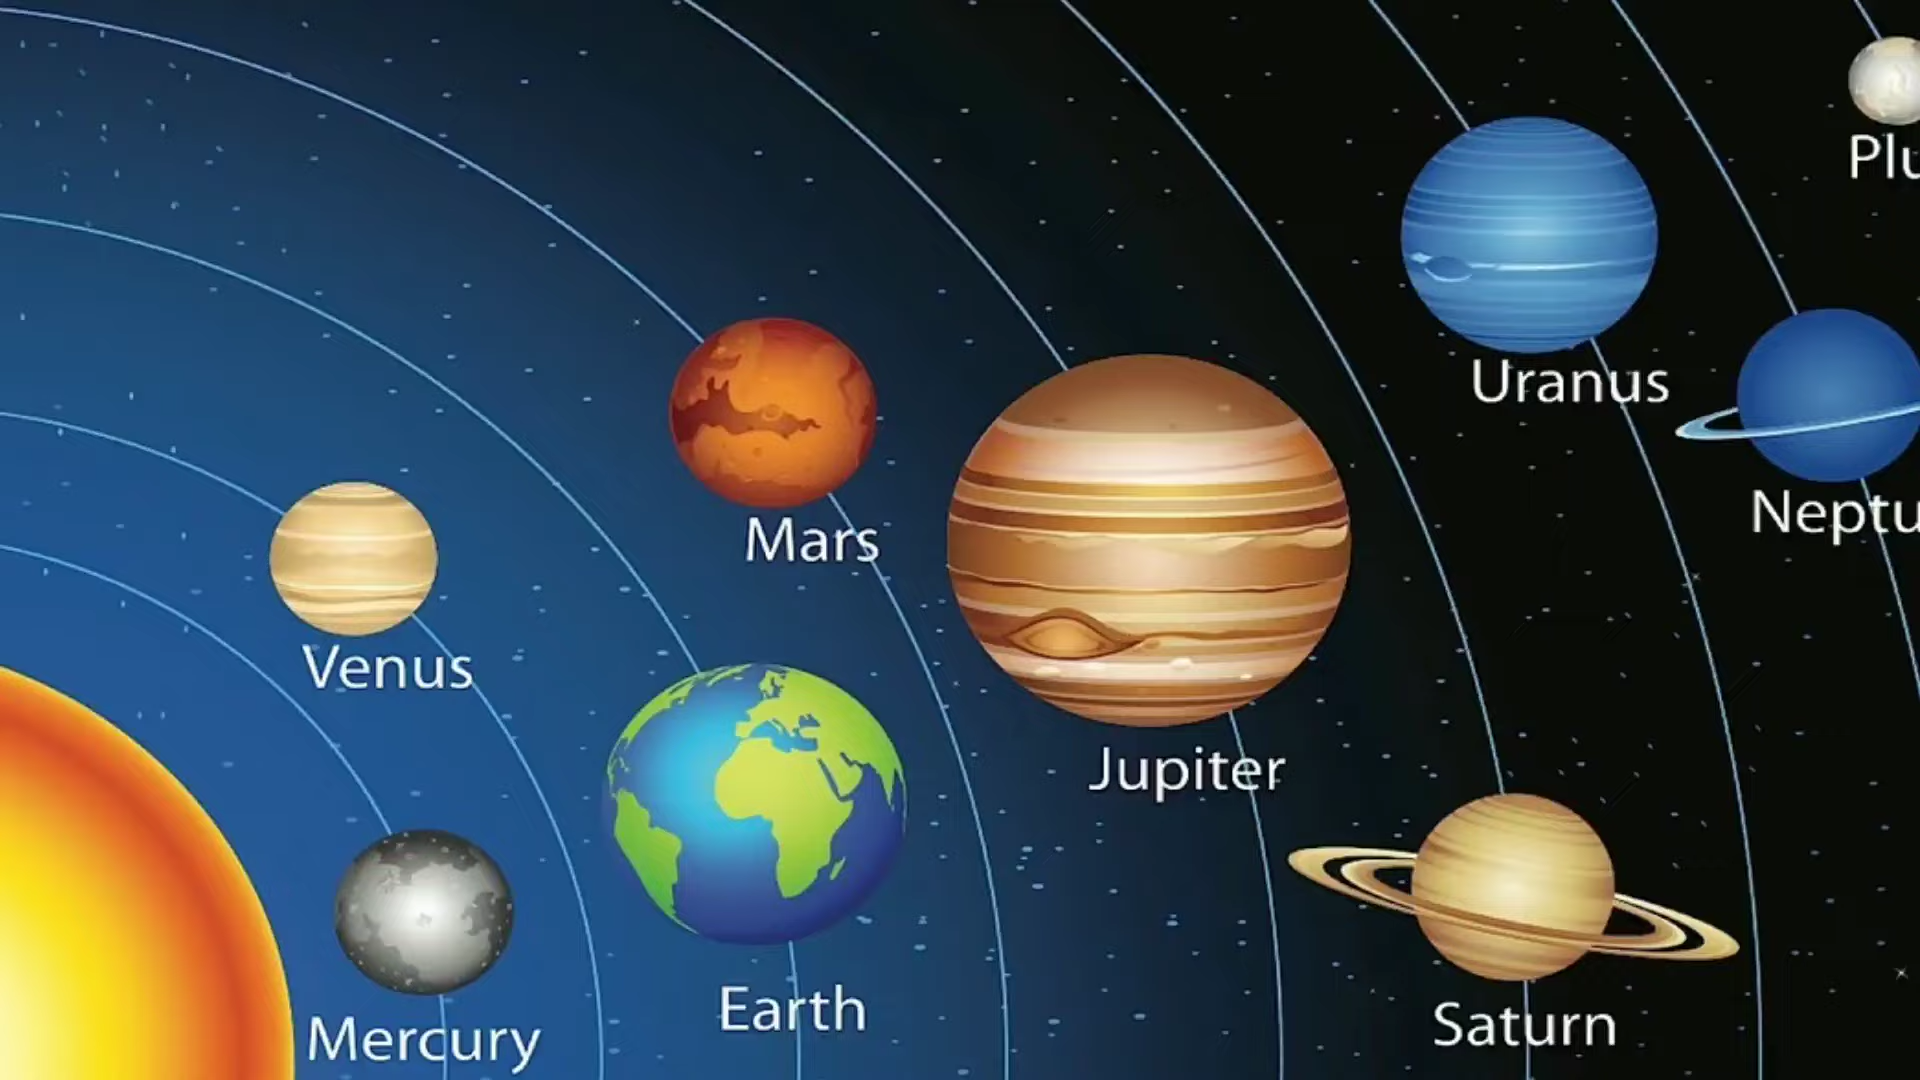 Plu
Uranus
Neptu
Mars
Venus
Jupiter
Earth
Saturn
Mercury